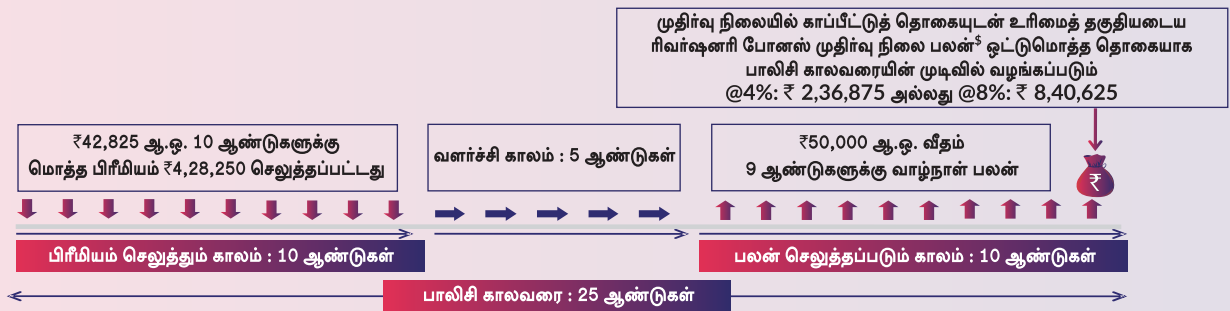 முதிர்வு நிலையில் காப்பீட்டுத் தொகையுடன் உரிமைத் தகுதியடைய
ரிவர்ஷனரி போனஸ் முதிர்வு நிலை பலன்$ ஒட்டுமொத்த தொகையாக
பாலிசி காலவரையின் முடிவில் வழங்கப்படும்
@4%: ₹ 2,36,875 அல்லது @8%: ₹ 8,40,625
₹42,825 ஆ.ஒ. 10 ஆண்டுகளுக்கு
மொத்த பிரீமியம் ₹4,28,250 செலுத்தப்பட்டது
வளர்ச்சி காலம் : 5 ஆண்டுகள்
₹50,000 ஆ.ஒ. வீதம்
9 ஆண்டுகளுக்கு வாழ்நாள் பலன்
₹
பிரீமியம் செலுத்தும் காலம் : 10 ஆண்டுகள்
பலன் செலுத்தப்படும் காலம் : 10 ஆண்டுகள்
பாலிசி காலவரை : 25 ஆண்டுகள்